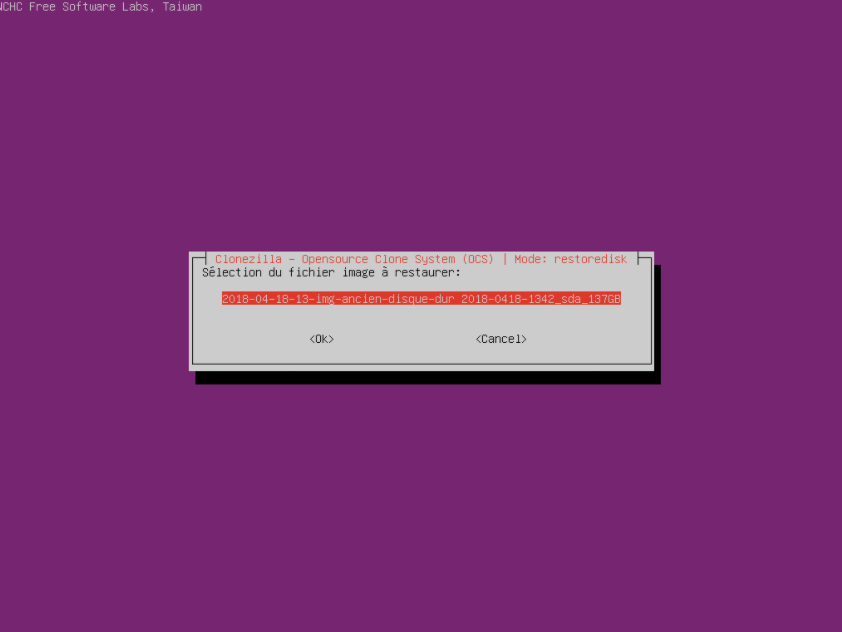 NCHC Free Software Labs, Taiwan
Clonezilla - Opensource Clone System (OCS) | Mode: restoredisk
Sélection du fichier image à restaurer:
2018-04-18-13-img-ancien-disque-dur 2018-0418-1342_sda_137GB
<Ok> <Cancel>